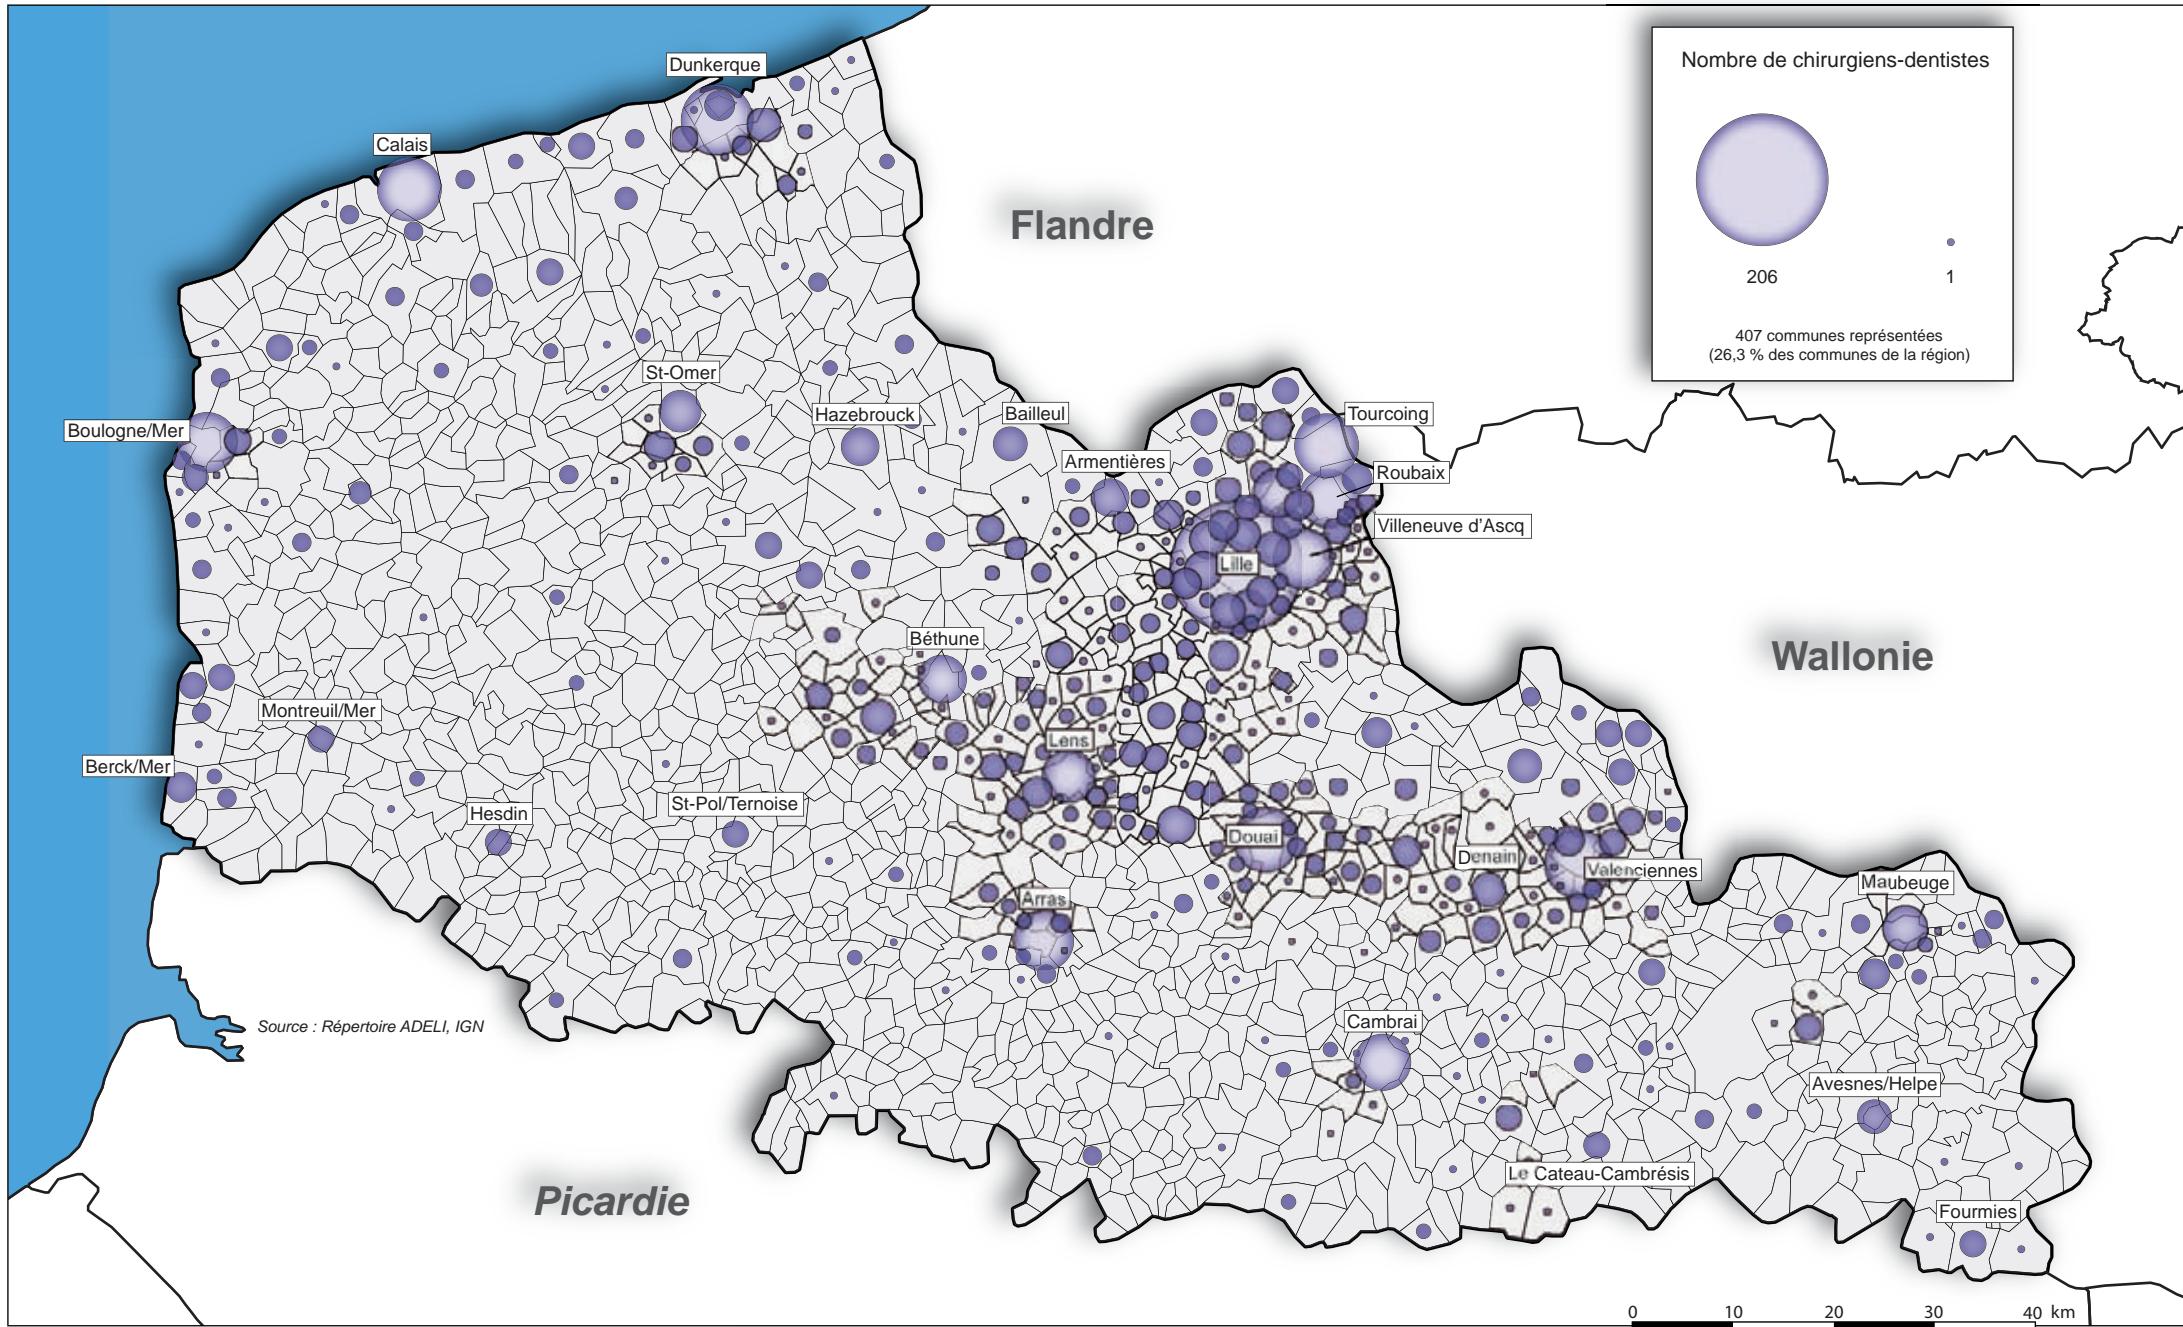 Nombre de chirurgiens-dentistes
206
1
407 communes représentées
(26,3 % des communes de la région)
Dunkerque
Calais
Flandre
St-Omer
Hazebrouck
Bailleul
Tourcoing
Boulogne/Mer
Armentières
Roubaix
Villeneuve d'Ascq
Lille
Béthune
Wallonie
Montreuil/Mer
Lens
Berck/Mer
St-Pol/Ternoise
Hesdin
Douai
Denain
Valenciennes
Maubeuge
Arras
Source : Répertoire ADELI, IGN
Cambrai
Avesnes/Helpe
Le Cateau-Cambrésis
Picardie
Fourmies
0 10 20 30 40 km